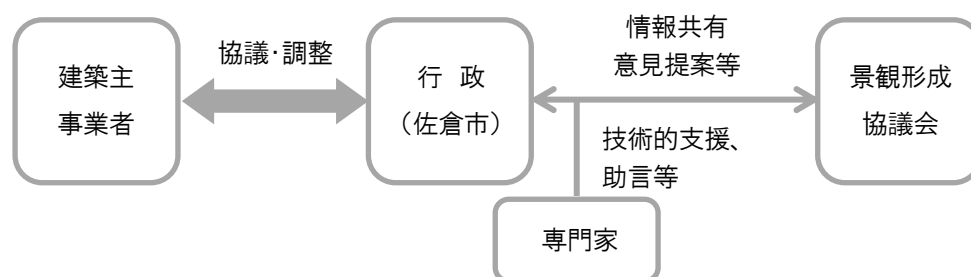 建築主
事業者
協議・調整
行 政
（佐倉市）
情報共有
意見提案等
技術的支援、
助言等
景観形成
協議会
専門家